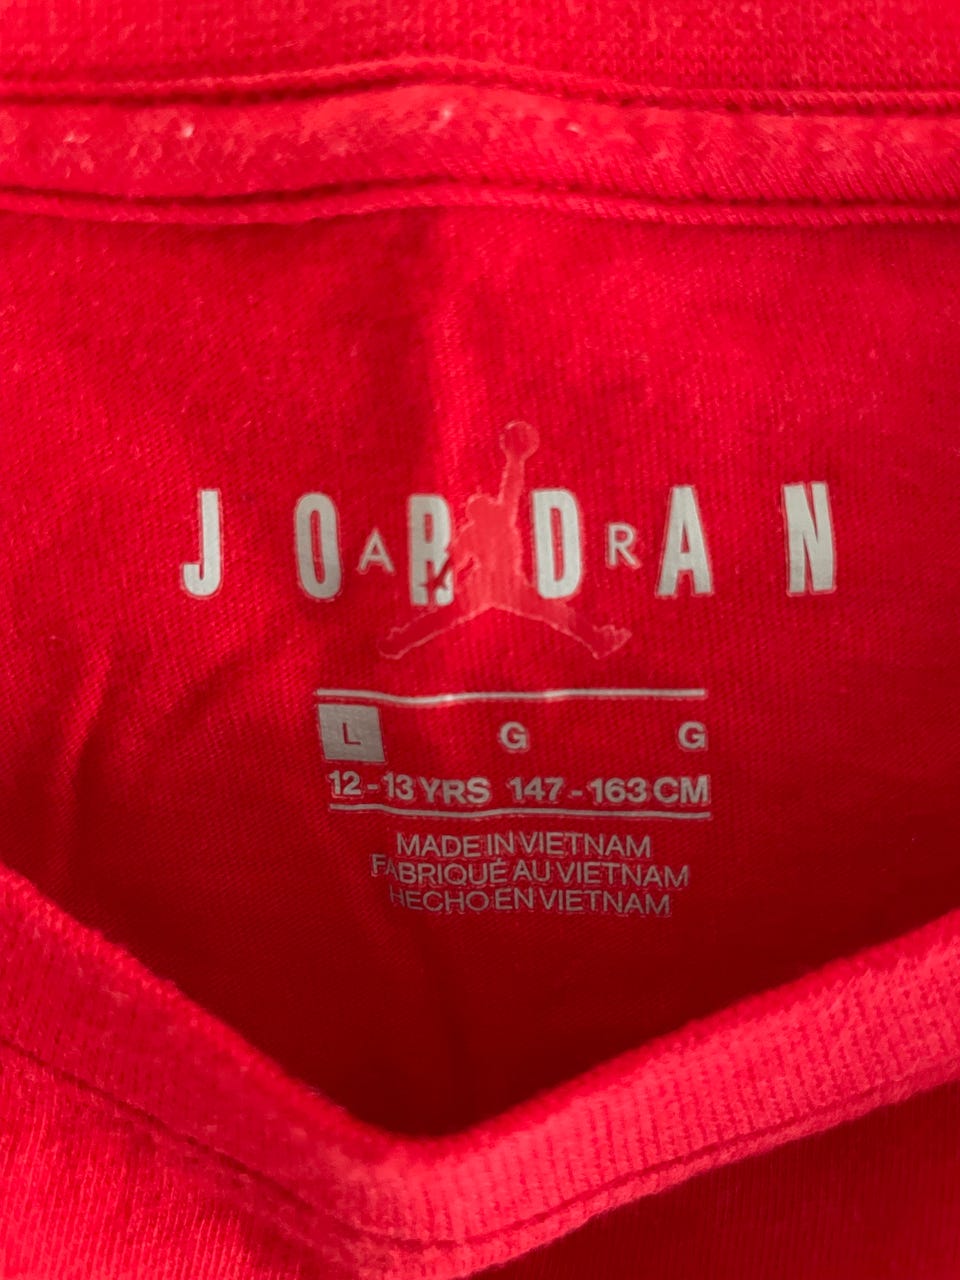 JORDAN
AIR
L G G
12-13 YRS 147-163 CM
MADE IN VIETNAM
FABRIQUÉ AU VIETNAM
HECHO EN VIETNAM